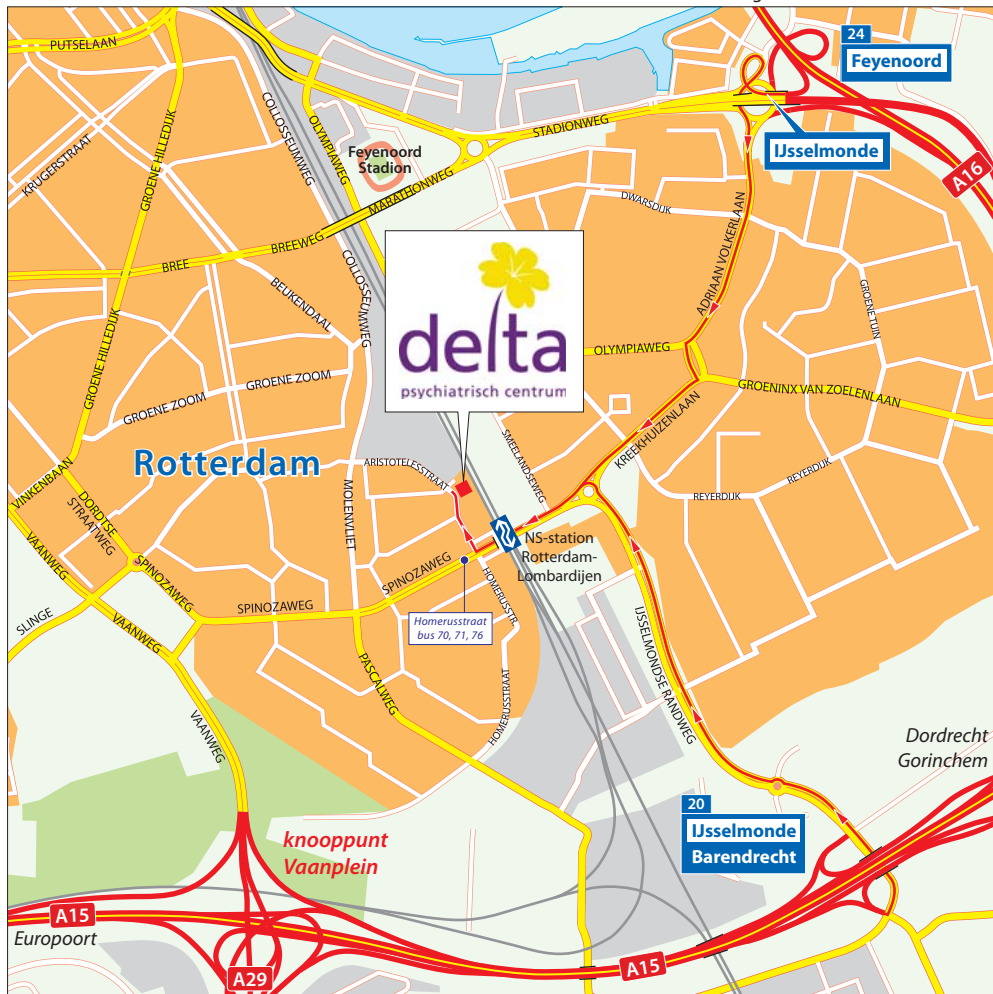 PUTSELAAN
24
Feyenoord
COLLOSSEUMWEG
OLYMPIAWEG
STADIONWEG
IJsselmonde
Feyenoord
Stadion
A16
KRUGERSTRAAT
GROENE HILLEDIJK
MARATHONWEG
DWARSDIJK
BREEWEG
BREE
ADRIAAN VOLKERLAAN
COLLOSSEUMWEG
BEUKENDAAL
GROENE TUIN
delta
psychiatrisch centrum
OLYMPIAWEG
GROENE HILLEDIJK
GROENE ZOOM
GROENE ZOOM
GROENINX VAN ZOELENLAAN
KREEKHUIZENLAAN
SMEELANDSEWEG
Rotterdam
ARISTOTELESSTRAAT
VINKENBAAN
REYERDIJK
REYERDIJK
DORDTSE
STRAATWEG
MOLENVLIET
NS-station
Rotterdam-
Lombardijen
VAANWEG
SPINOZAWEG
SPINOZAWEG
SPINOZAWEG
HOMERUSSTR.
SLINGE
VAANWEG
Homerusstraat
bus 70, 71, 76
IJSSELMONDSE RANDWEG
PASCALWEG
HOMERUSSTRAAT
VAANWEG
Dordrecht
Gorinchem
20
IJsselmonde
Barendrecht
knooppunt
Vaanplein
A15
Europoort
A29
A15